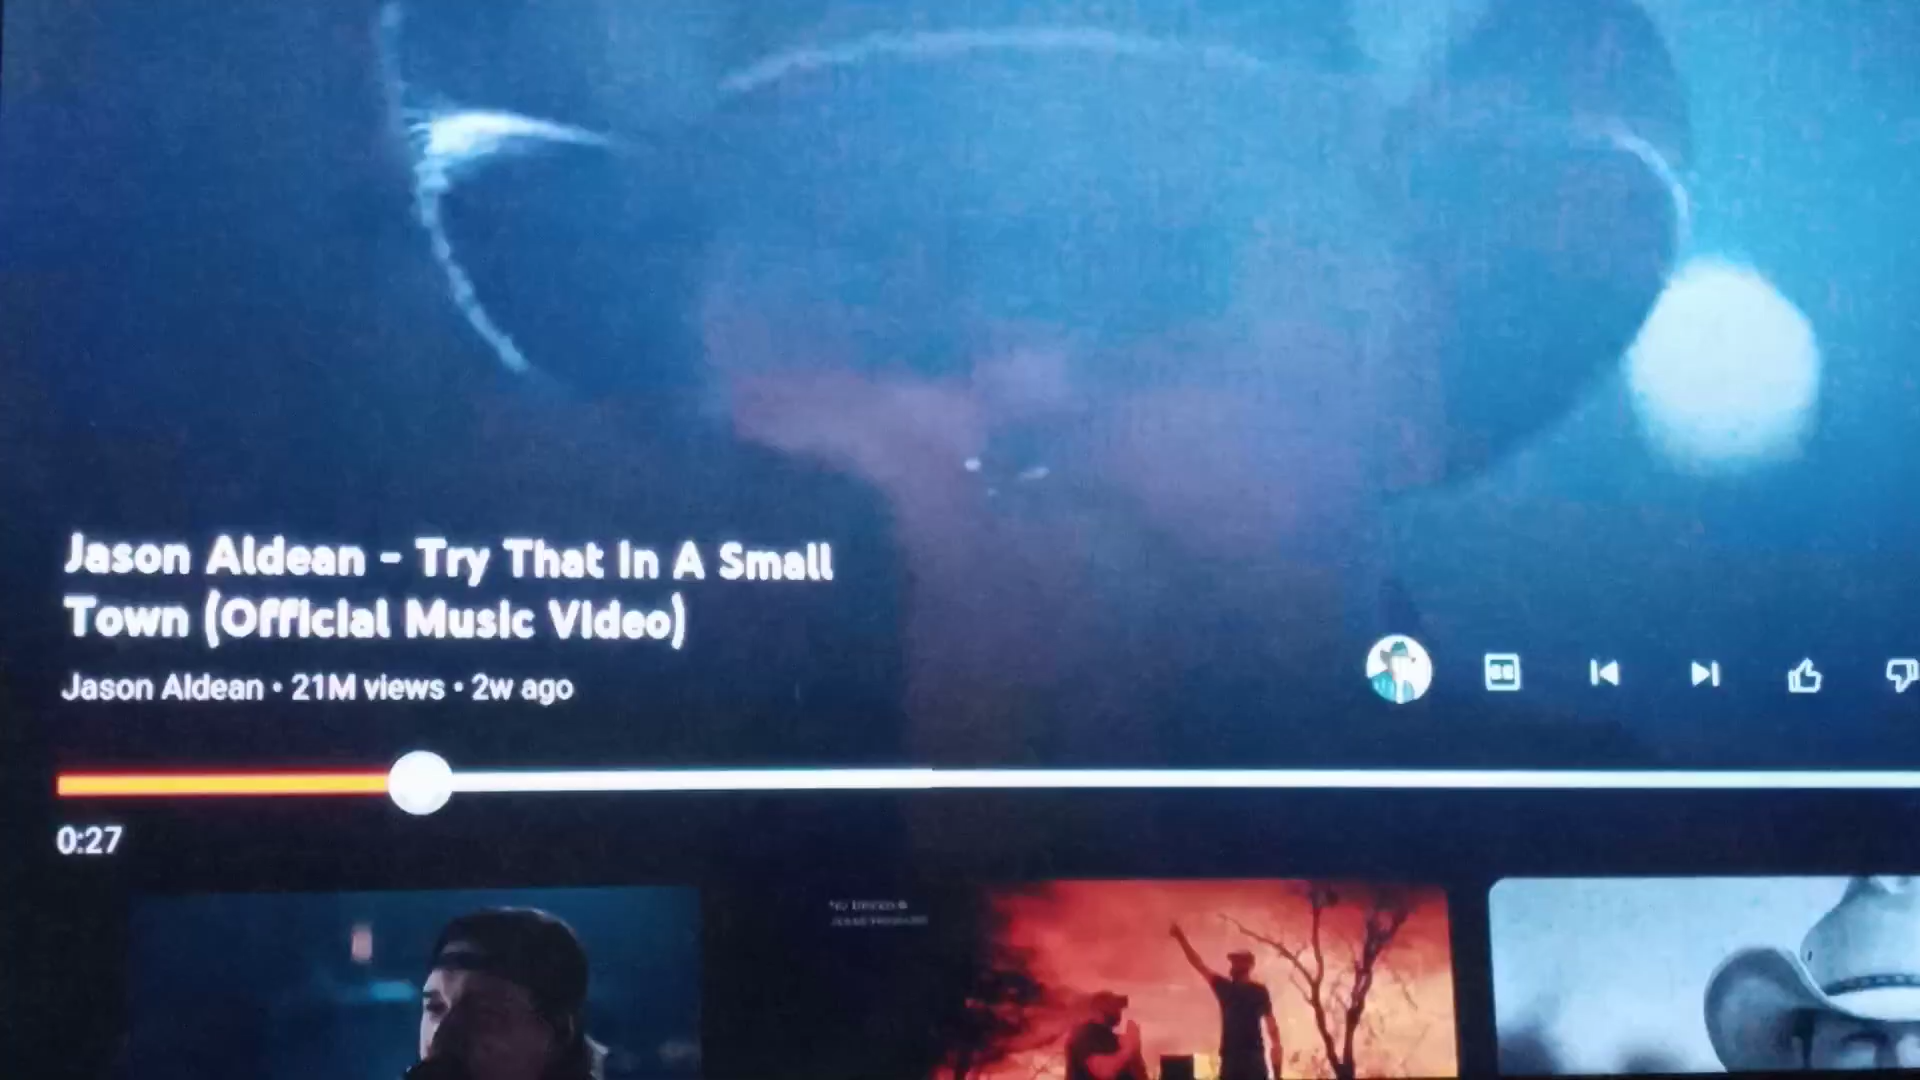 Jason Aldean - Try That In A Small
Town (Official Music Video)
Jason Aldean • 21M views • 2w ago
0:27